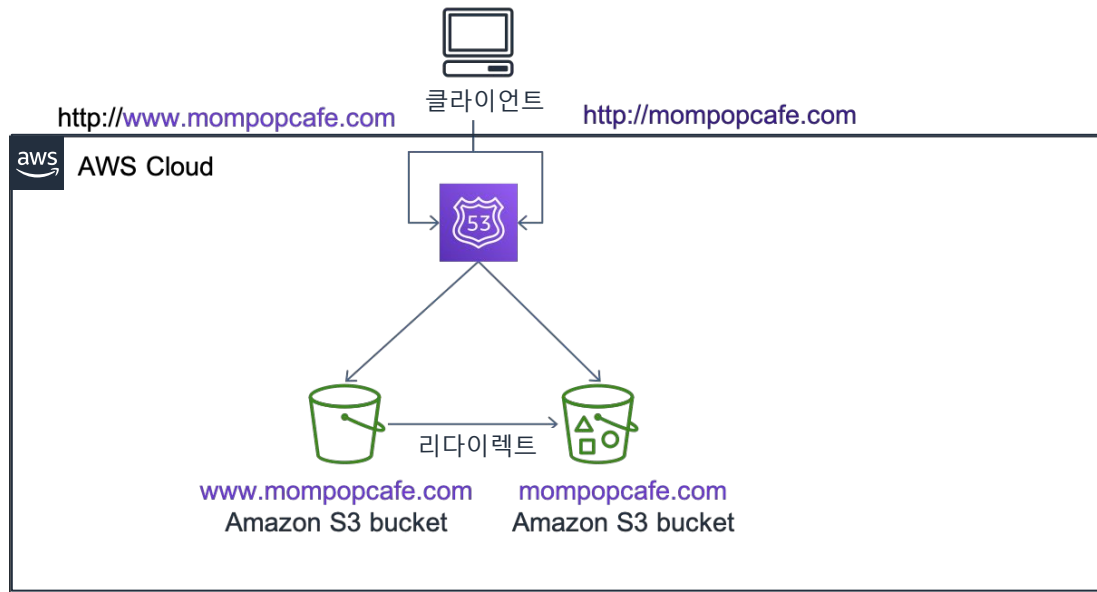 클라이언트
http://www.mompopcafe.com
http://mompopcafe.com
aws
AWS Cloud
53
리다이렉트
www.mompopcafe.com
Amazon S3 bucket
mompopcafe.com
Amazon S3 bucket